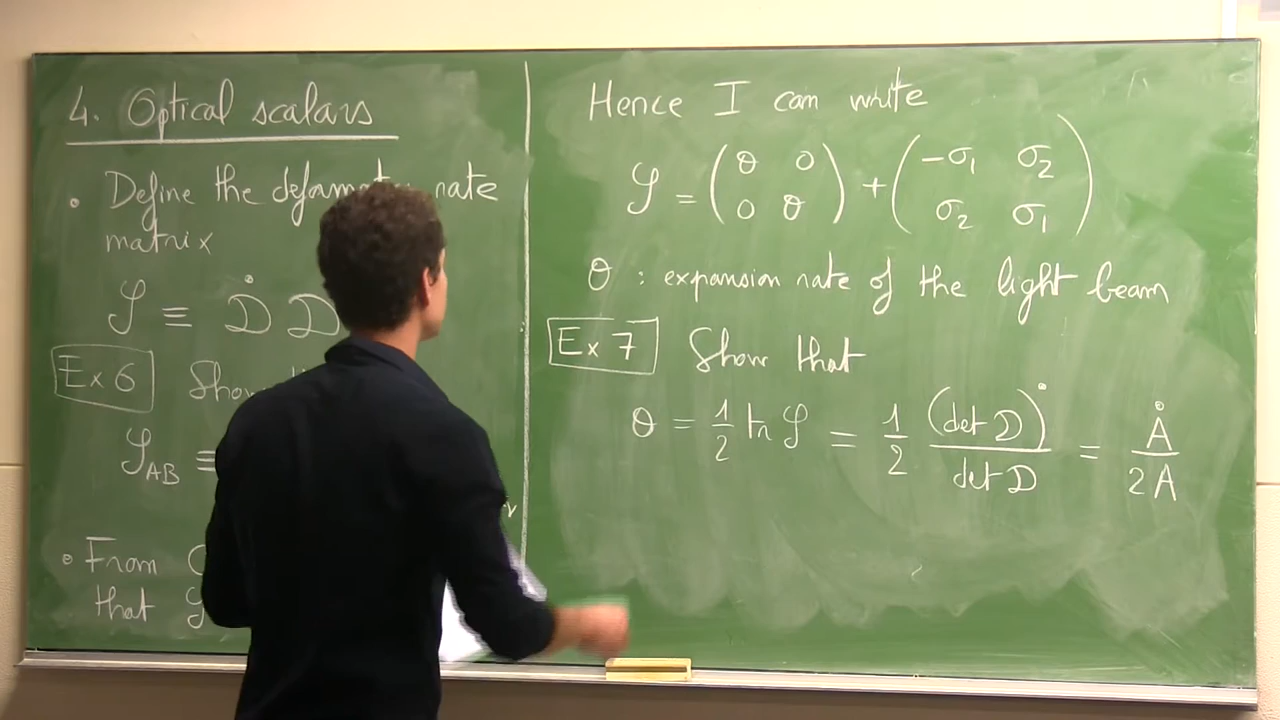 4. Optical scalars
• Define the deformation rate
matrix
𝒮 ≡ 𝒟̇ 𝒟
Ex 6 Show
𝒮_AB ≡
• From
that 𝒮
Hence I can write
𝒮 = ( θ 0 ; 0 θ ) + ( -σ₁ σ₂ ; σ₂ σ₁ )
θ : expansion rate of the light beam
Ex 7 Show that
θ = 1/2 tr 𝒮 = 1/2 (det 𝒟)˙ / det 𝒟 = Ȧ / 2A